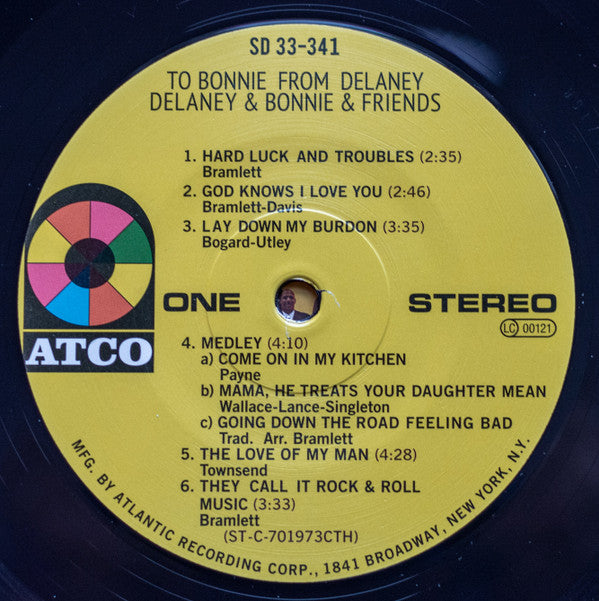 SD 33-341
TO BONNIE FROM DELANEY
DELANEY & BONNIE & FRIENDS
1. HARD LUCK AND TROUBLES (2:35)
Bramlett
2. GOD KNOWS I LOVE YOU (2:46)
Bramlett-Davis
3. LAY DOWN MY BURDON (3:35)
Bogard-Utley
ONE
STEREO
LC 00121
ATCO
4. MEDLEY (4:10)
a) COME ON IN MY KITCHEN
Payne
b) MAMA, HE TREATS YOUR DAUGHTER MEAN
Wallace-Lance-Singleton
c) GOING DOWN THE ROAD FEELING BAD
Trad. Arr. Bramlett
5. THE LOVE OF MY MAN (4:28)
Townsend
6. THEY CALL IT ROCK & ROLL
MUSIC (3:33)
Bramlett
(ST-C-701973CTH)
MFG. BY ATLANTIC RECORDING CORP., 1841 BROADWAY, NEW YORK, N.Y.